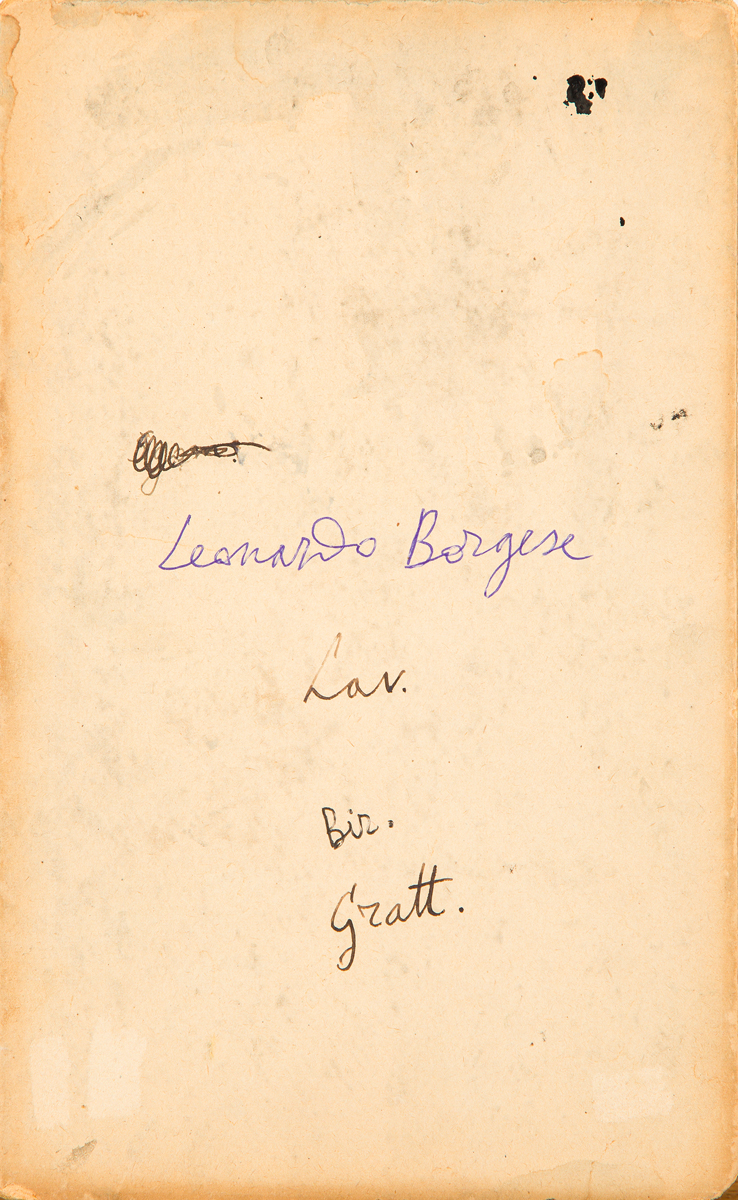 Leonardo Borgese
Lav.
Bir.
Gratt.